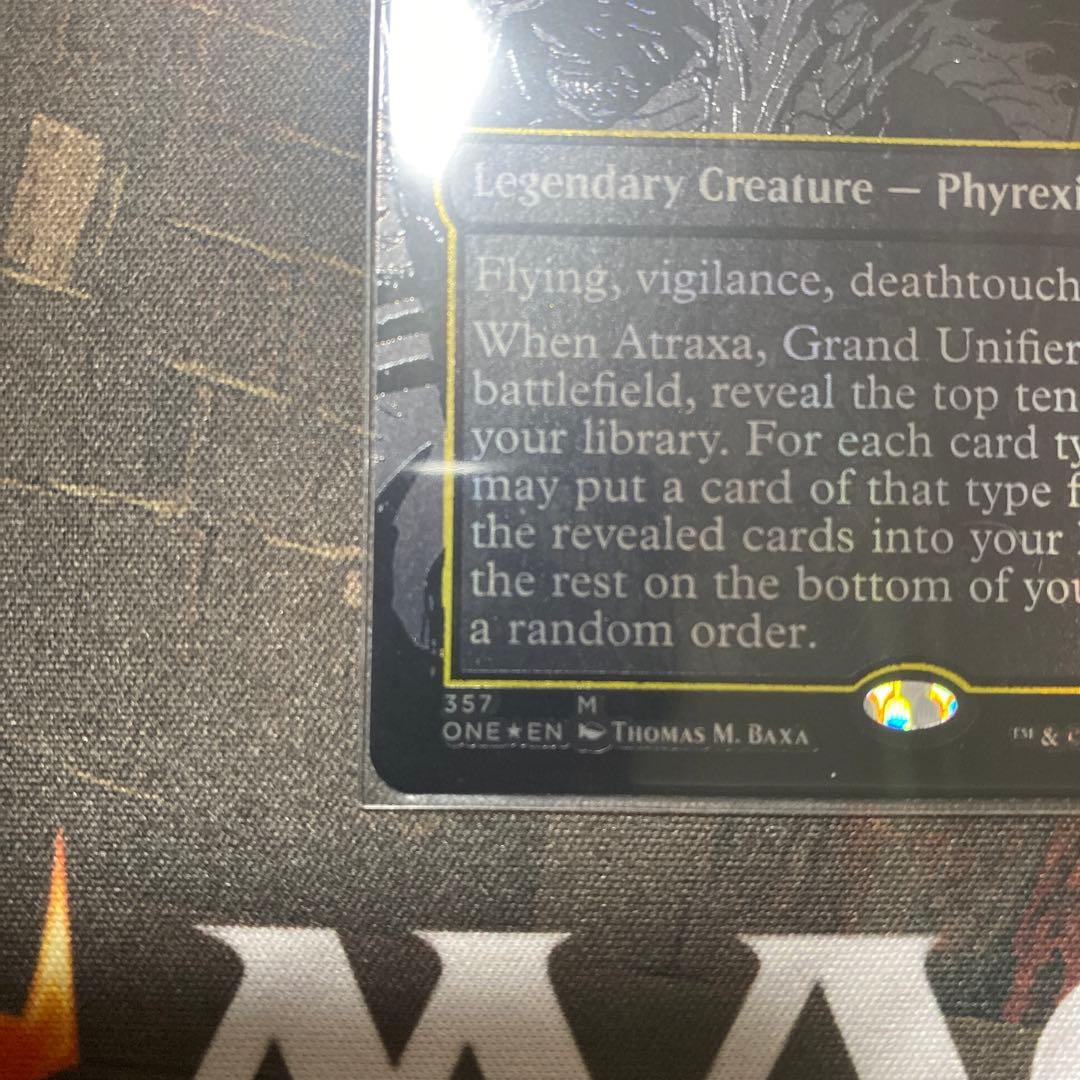 Legendary Creature — Phyrexi
Flying, vigilance, deathtouch
When Atraxa, Grand Unifier
battlefield, reveal the top ten
your library. For each card ty
may put a card of that type f
the revealed cards into your
the rest on the bottom of you
a random order.
357 M
ONE★EN THOMAS M. BAXA
™ &
MA